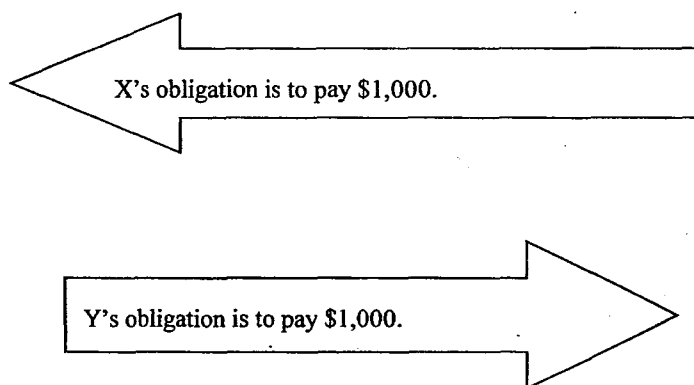 X's obligation is to pay $1,000.
Y's obligation is to pay $1,000.